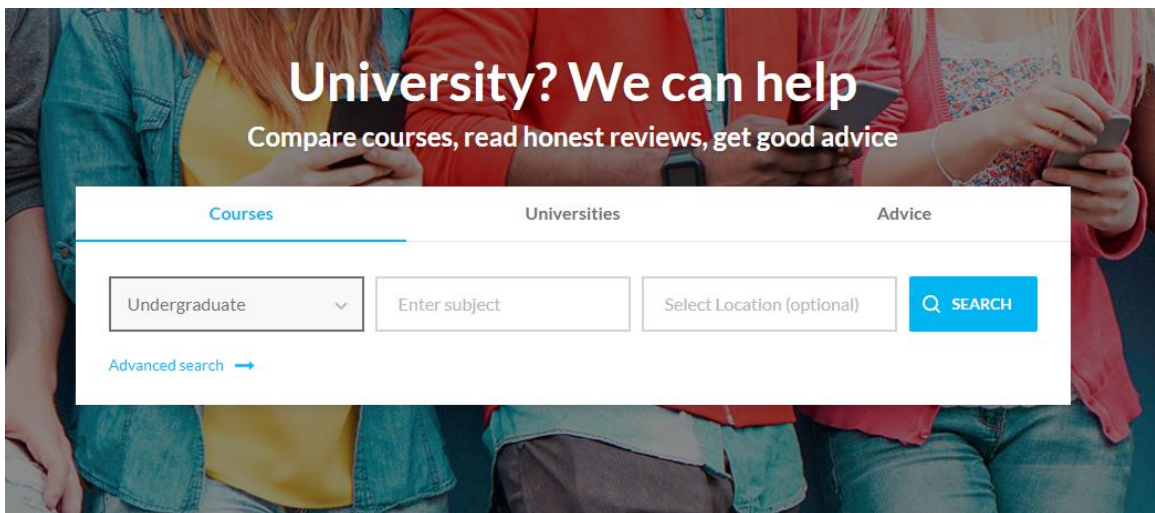 University? We can help
Compare courses, read honest reviews, get good advice
Courses Universities Advice
Undergraduate Enter subject Select Location (optional) SEARCH
Advanced search